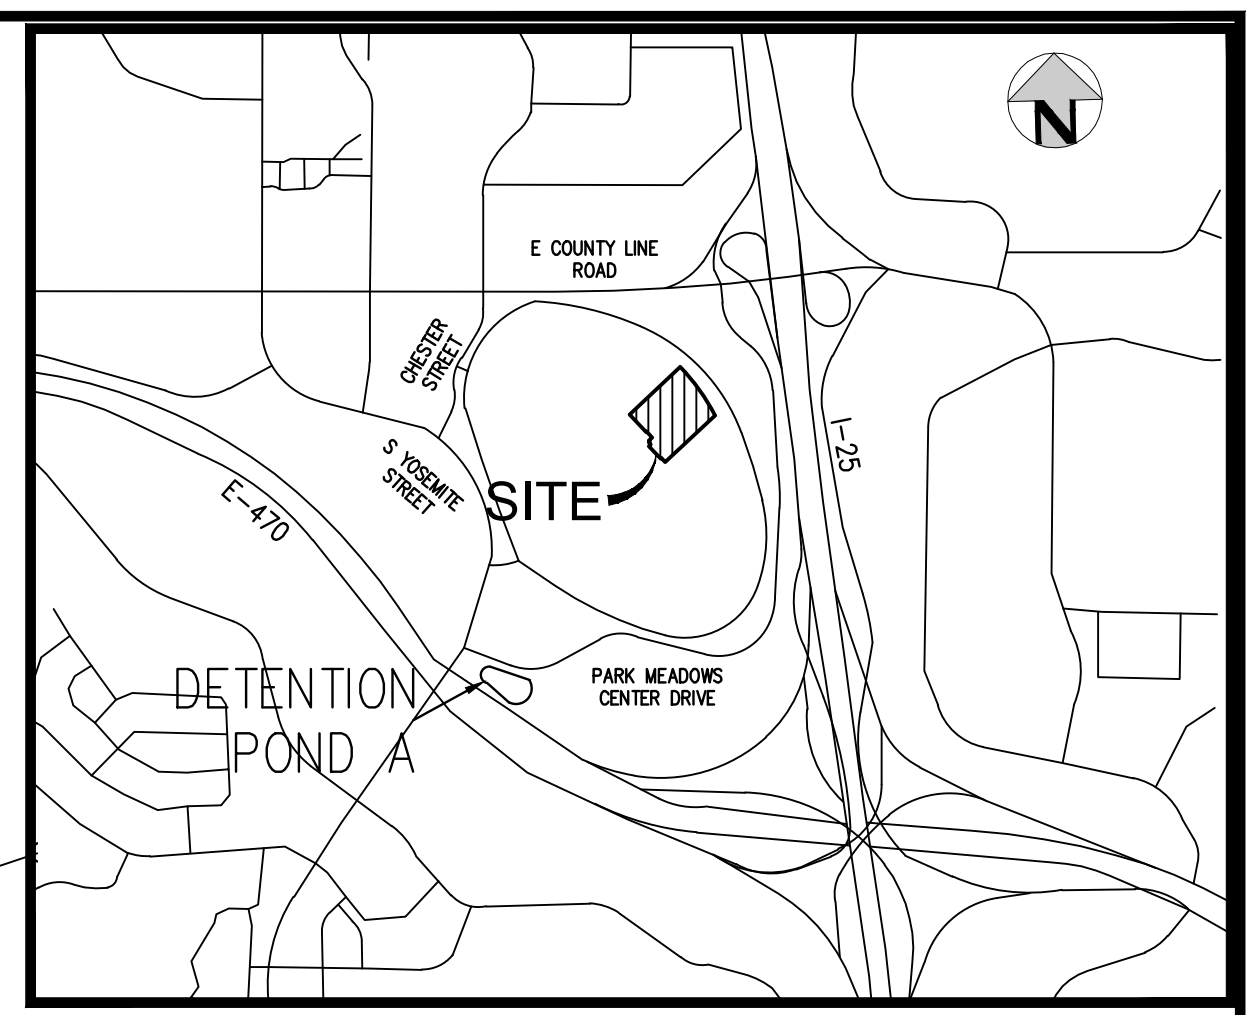 N
E COUNTY LINE
ROAD
CHESTER
STREET
I-25
S YOSEMITE
STREET
E-470
SITE
DETENTION
POND A
PARK MEADOWS
CENTER DRIVE